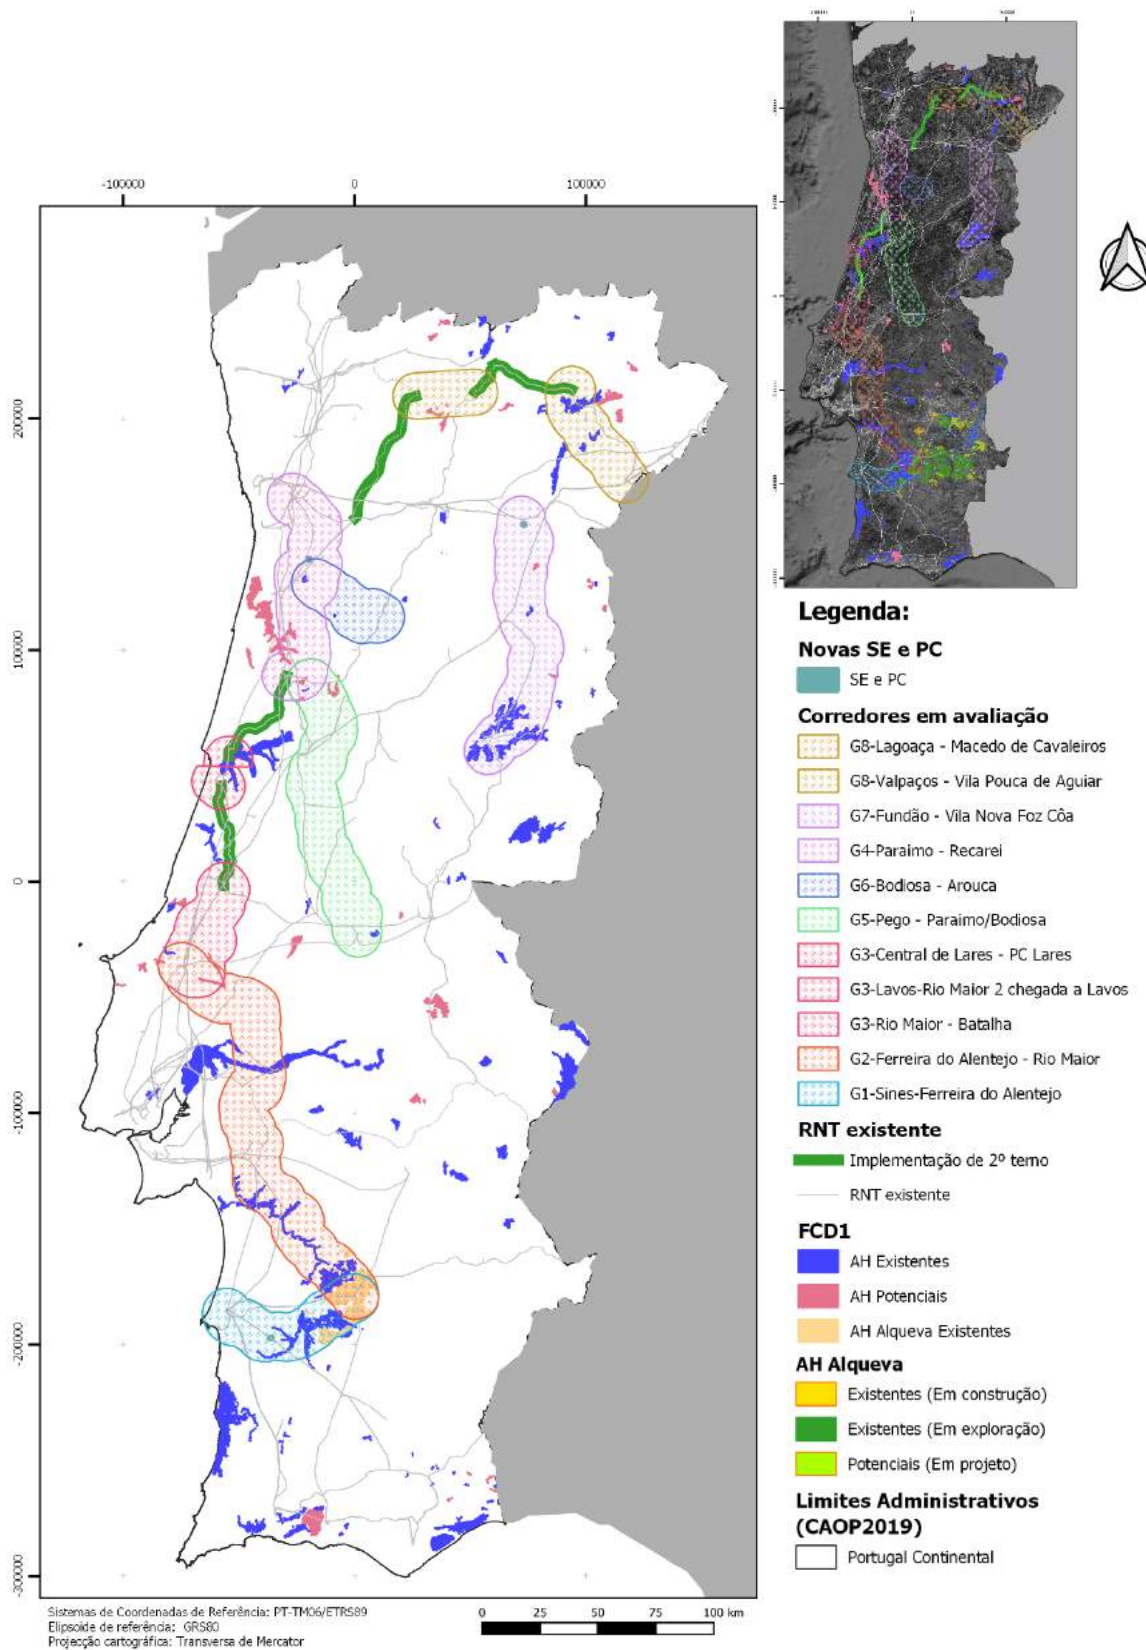 -100000
0
100000
200000
100000
0
-100000
-200000
-300000
Legenda:
Novas SE e PC
SE e PC
Corredores em avaliação
G8-Lagoaça - Macedo de Cavaleiros
G8-Valpaços - Vila Pouca de Aguiar
G7-Fundão - Vila Nova Foz Côa
G4-Paraimo - Recarei
G6-Bodiosa - Arouca
G5-Pego - Paraimo/Bodiosa
G3-Central de Lares - PC Lares
G3-Lavos-Rio Maior 2 chegada a Lavos
G3-Rio Maior - Batalha
G2-Ferreira do Alentejo - Rio Maior
G1-Sines-Ferreira do Alentejo
RNT existente
Implementação de 2º terno
RNT existente
FCD1
AH Existentes
AH Potenciais
AH Alqueva Existentes
AH Alqueva
Existentes (Em construção)
Existentes (Em exploração)
Potenciais (Em projeto)
Limites Administrativos
(CAOP2019)
Portugal Continental
Sistemas de Coordenadas de Referência: PT-TM06/ETRS89
Elipsoide de referência: GRS80
Projecção cartográfica: Transversa de Mercator
0 25 50 75 100 km